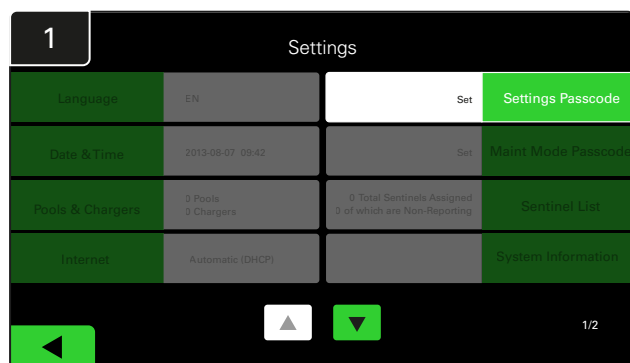 1
Settings
Language
EN
Set
Settings Passcode
Date & Time
2013-08-07 09:42
Set
Maint Mode Passcode
Pools & Chargers
0 Pools
0 Chargers
0 Total Sentinels Assigned
0 of which are Non-Reporting
Sentinel List
Internet
Automatic (DHCP)
System Information
1/2